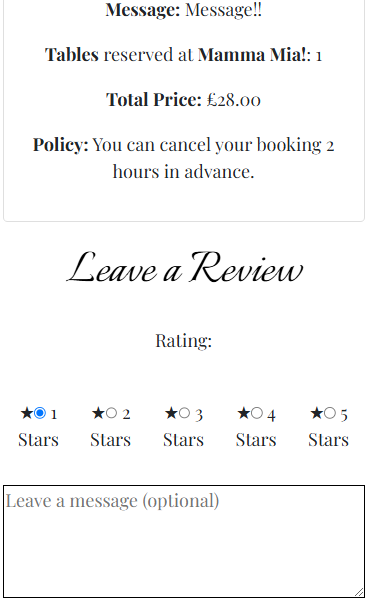 Message: Message!!
Tables reserved at Mamma Mia!: 1
Total Price: £28.00
Policy: You can cancel your booking 2
hours in advance.
Leave a Review
Rating:
★ 1 ★ 2 ★ 3 ★ 4 ★ 5
Stars Stars Stars Stars Stars
Leave a message (optional)